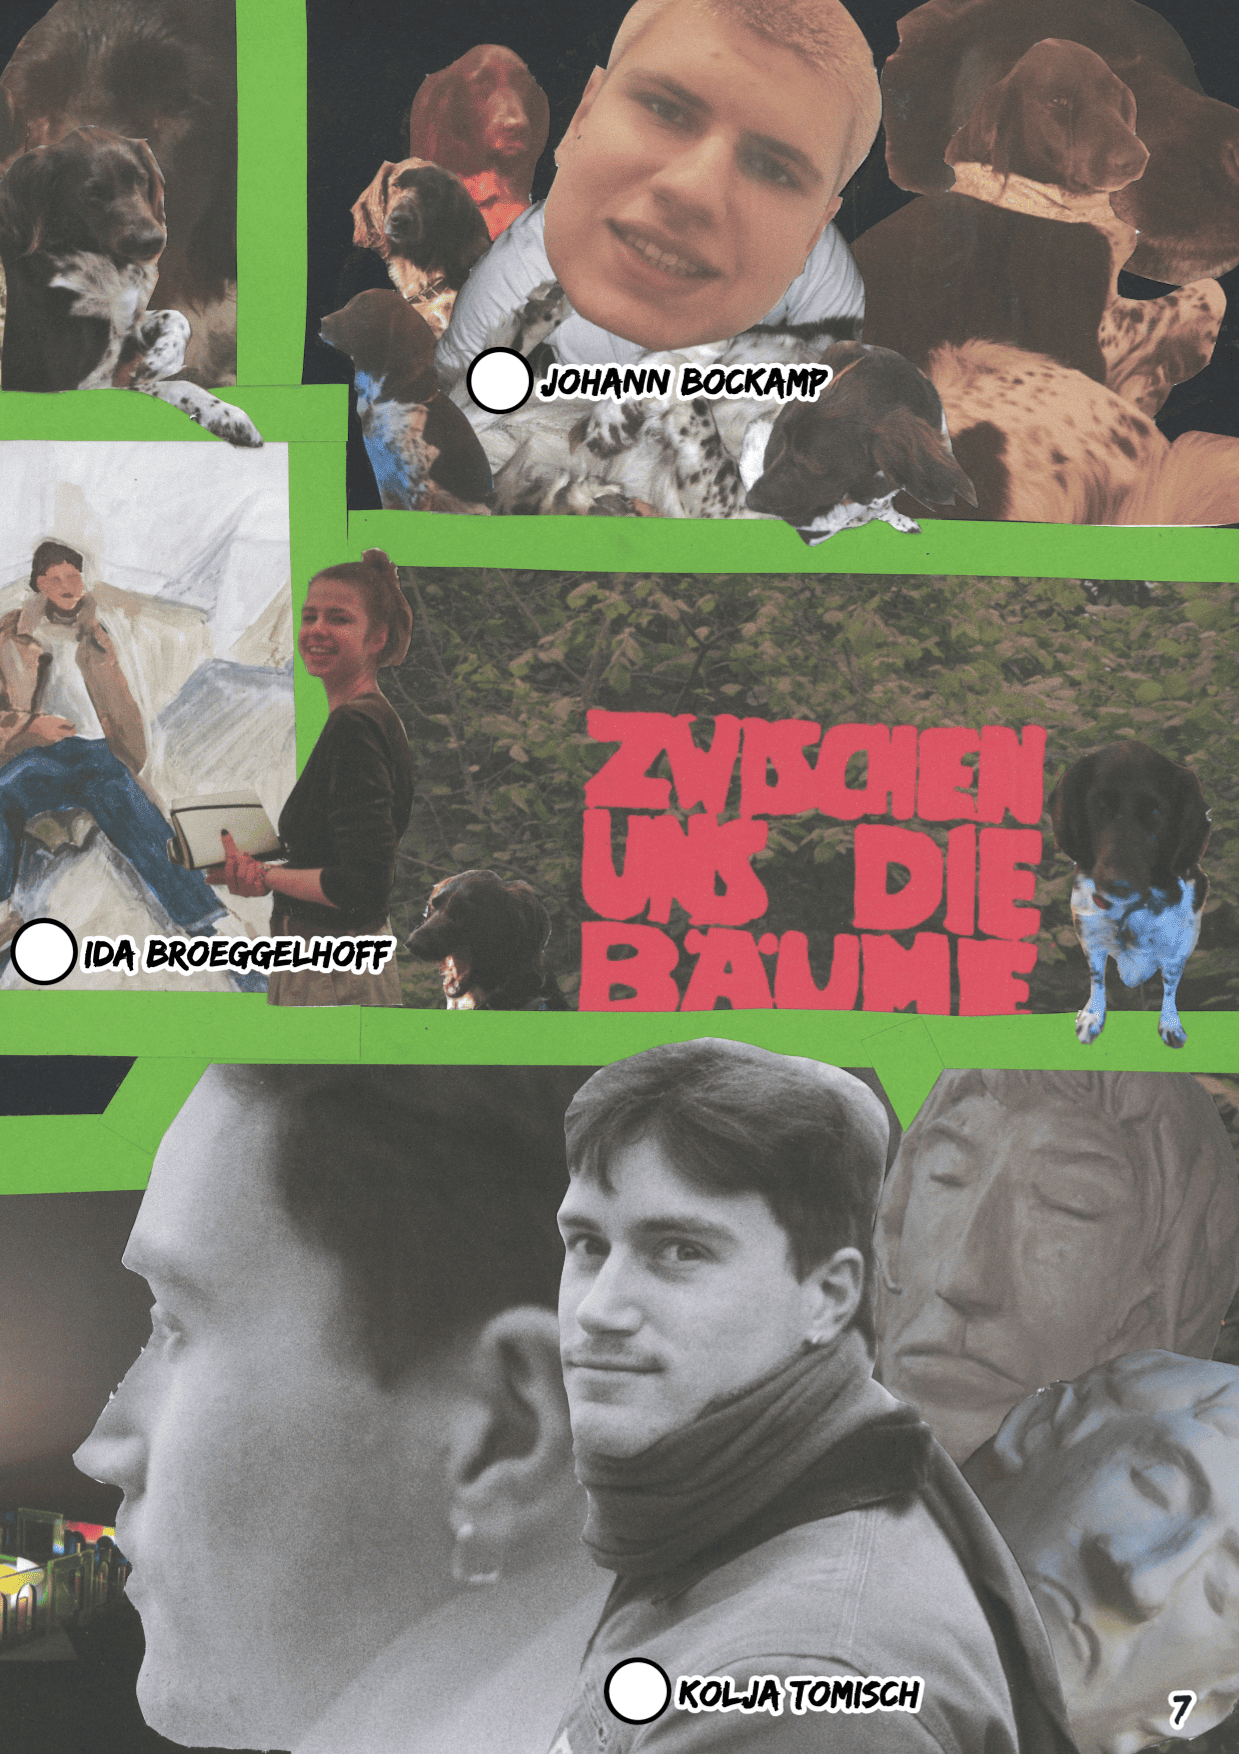 JOHANN BOCKAMP
ZWISCHEN
UNS DIE
BÄUME
IDA BROEGGELHOFF
KOLJA TOMISCH
7